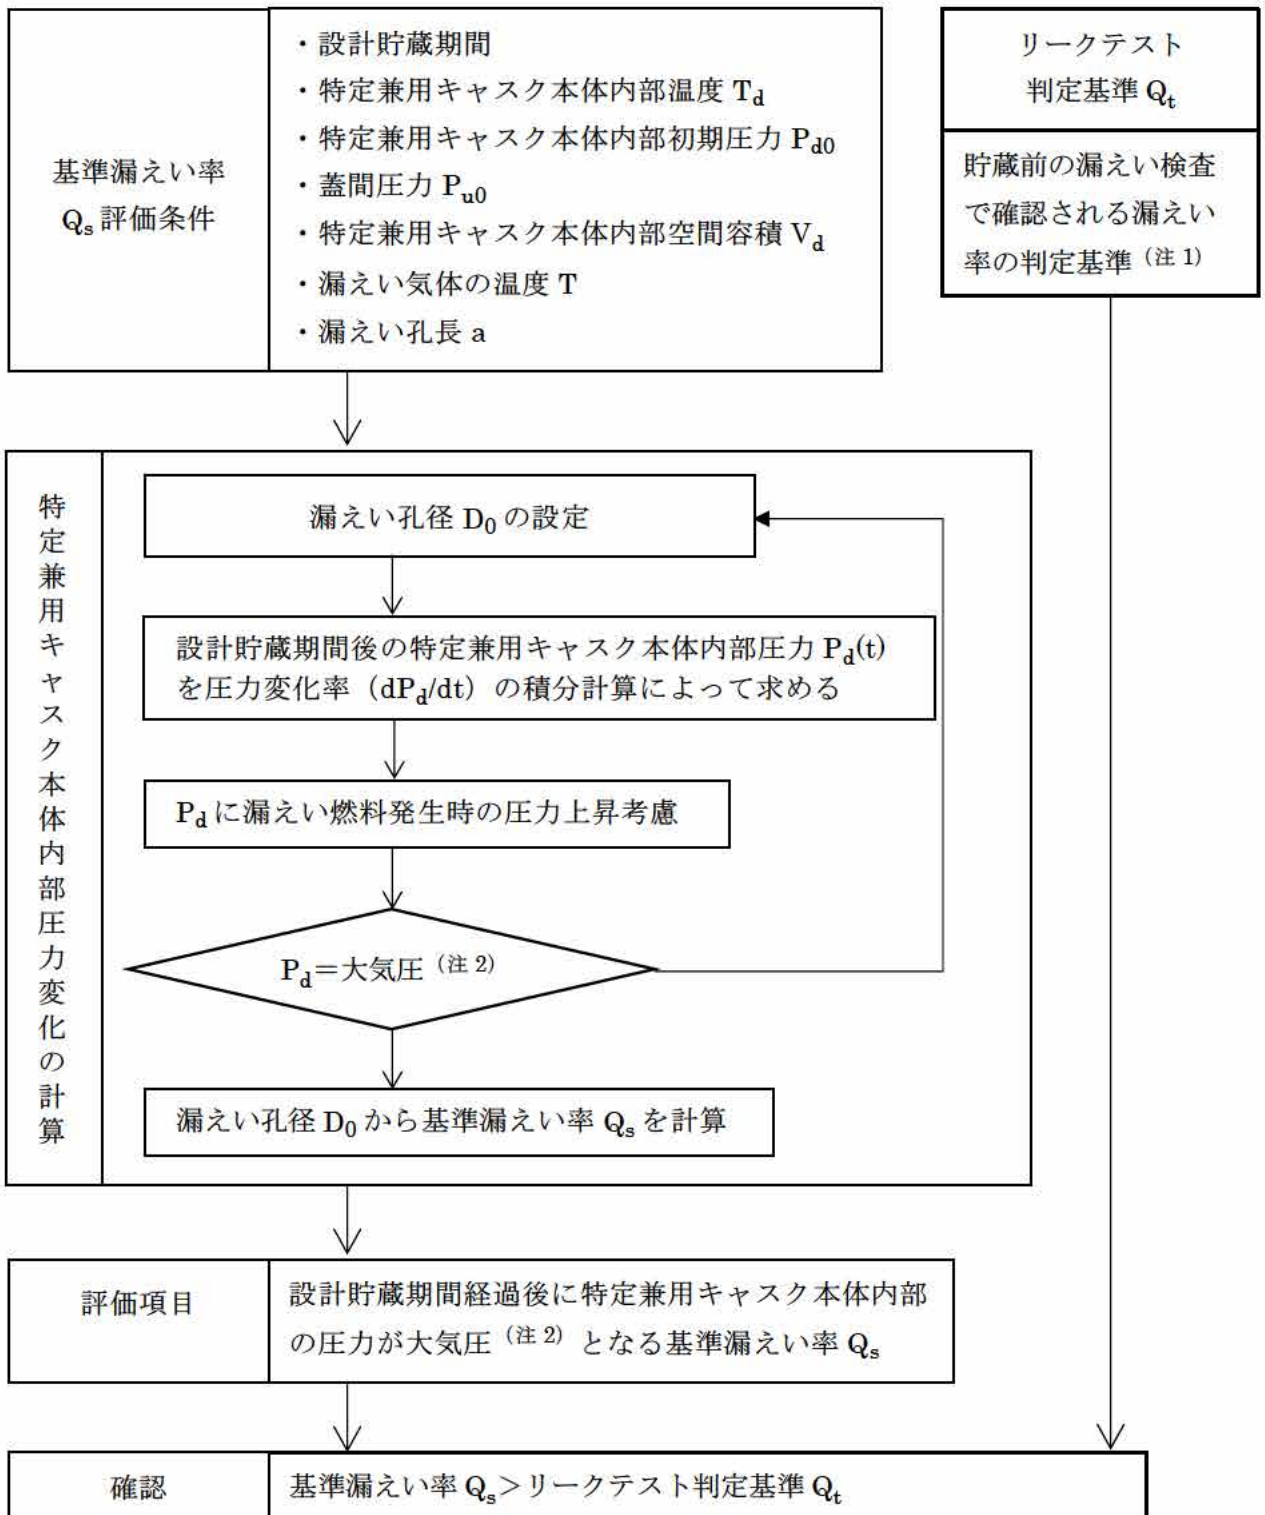 基準漏えい率
Qs評価条件
・設計貯蔵期間
・特定兼用キャスク本体内部温度 Td
・特定兼用キャスク本体内部初期圧力 Pd0
・蓋間圧力 Pu0
・特定兼用キャスク本体内部空間容積 Vd
・漏えい気体の温度 T
・漏えい孔長 a
リークテスト
判定基準 Qt
貯蔵前の漏えい検査
で確認される漏えい
率の判定基準（注 1）
特定兼用キャスク本体内部圧力変化の計算
漏えい孔径 D0 の設定
設計貯蔵期間後の特定兼用キャスク本体内部圧力 Pd(t)
を圧力変化率（dPd/dt）の積分計算によって求める
Pdに漏えい燃料発生時の圧力上昇考慮
Pd＝大気圧（注 2）
漏えい孔径 D0 から基準漏えい率 Qs を計算
評価項目
設計貯蔵期間経過後に特定兼用キャスク本体内部
の圧力が大気圧（注 2）となる基準漏えい率 Qs
確認
基準漏えい率 Qs＞リークテスト判定基準 Qt